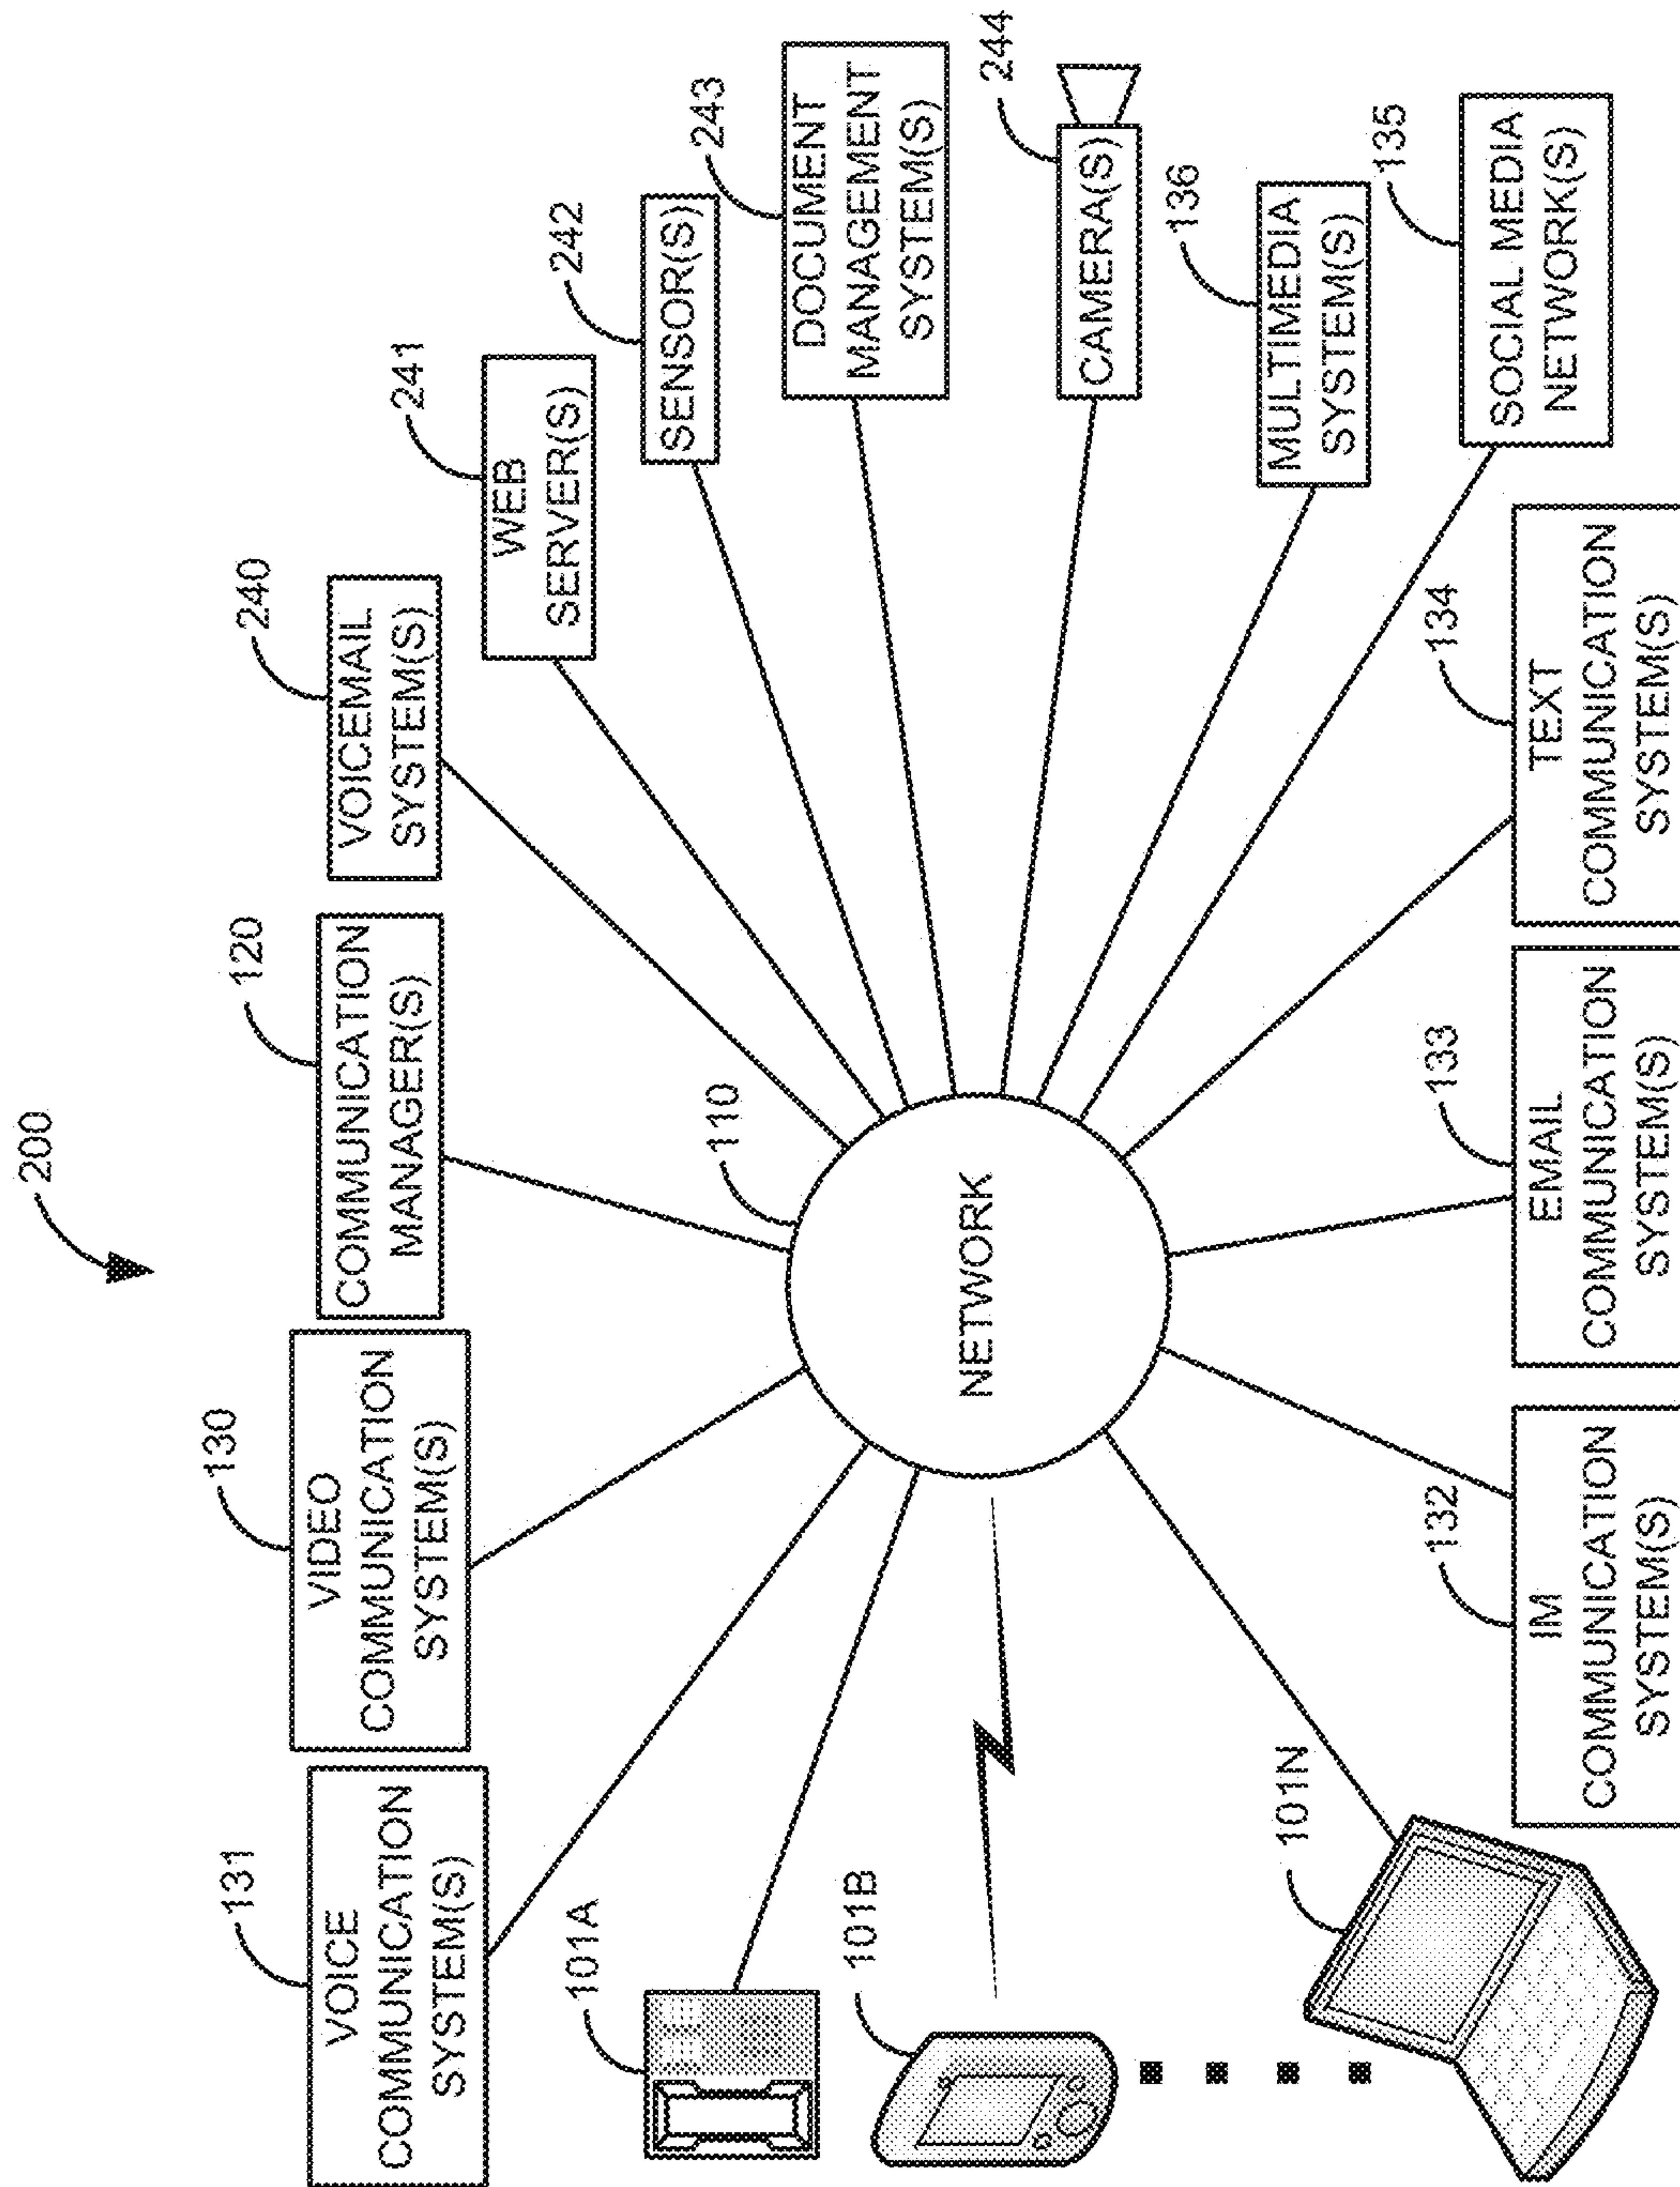 200
131
VOICE
COMMUNICATION
SYSTEM(S)
130
VIDEO
COMMUNICATION
SYSTEM(S)
120
COMMUNICATION
MANAGER(S)
240
VOICEMAIL
SYSTEM(S)
241
WEB
SERVER(S)
242
SENSOR(S)
243
DOCUMENT
MANAGEMENT
SYSTEM(S)
244
CAMERA(S)
136
MULTIMEDIA
SYSTEM(S)
135
SOCIAL MEDIA
NETWORK(S)
101A
101B
101N
110
NETWORK
132
IM
COMMUNICATION
SYSTEM(S)
133
EMAIL
COMMUNICATION
SYSTEM(S)
134
TEXT
COMMUNICATION
SYSTEM(S)